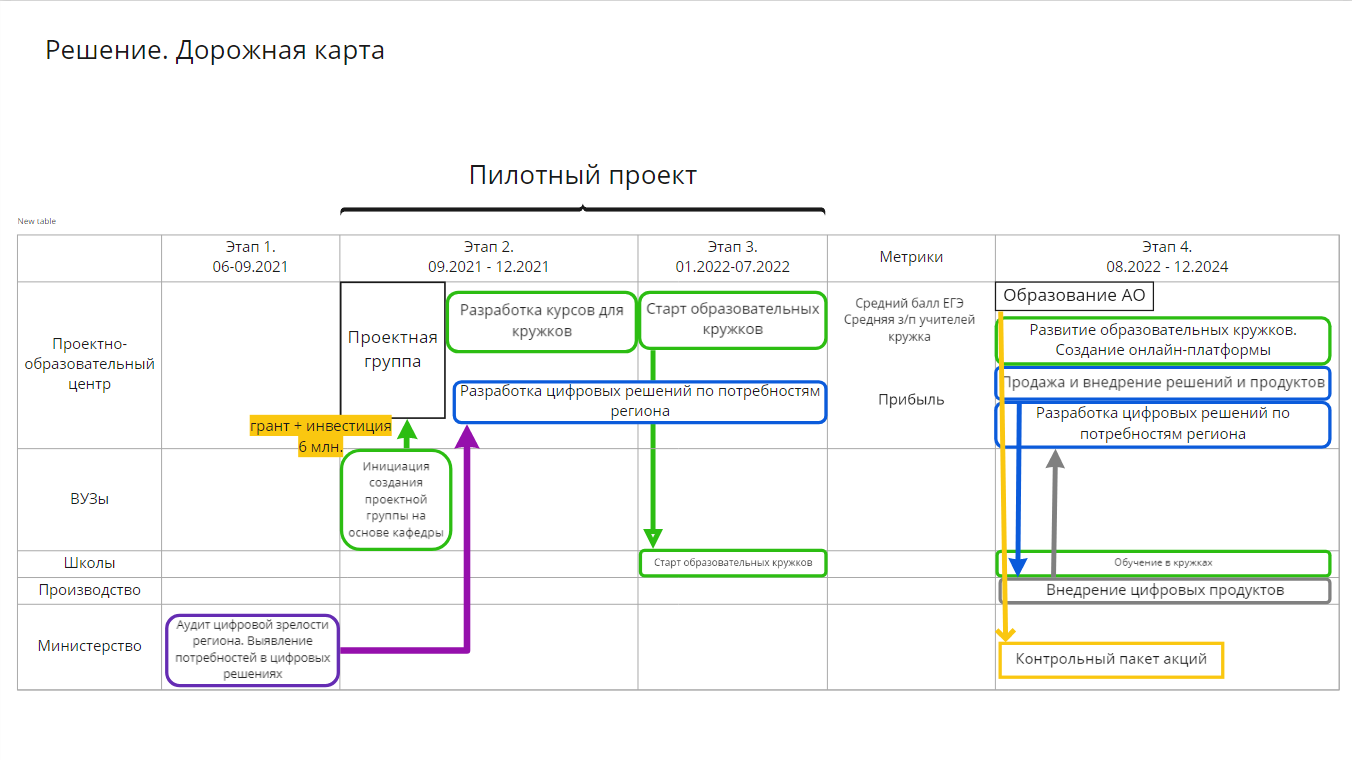 Решение. Дорожная карта
Пилотный проект
New table
Этап 1.
06-09.2021
Этап 2.
09.2021 - 12.2021
Этап 3.
01.2022-07.2022
Метрики
Этап 4.
08.2022 - 12.2024
Проектно-
образовательный
центр
Проектная
группа
Разработка курсов для
кружков
Старт образовательных
кружков
Разработка цифровых решений по потребностям
региона
грант + инвестиция
6 млн.
Средний балл ЕГЭ
Средняя з/п учителей
кружка
Прибыль
Образование АО
Развитие образовательных кружков.
Создание онлайн-платформы
Продажа и внедрение решений и продуктов
Разработка цифровых решений по
потребностям региона
ВУЗы
Инициация
создания
проектной
группы на
основе кафедры
Школы
Старт образовательных кружков
Обучение в кружках
Производство
Внедрение цифровых продуктов
Министерство
Аудит цифровой зрелости
региона. Выявление
потребностей в цифровых
решениях
Контрольный пакет акций